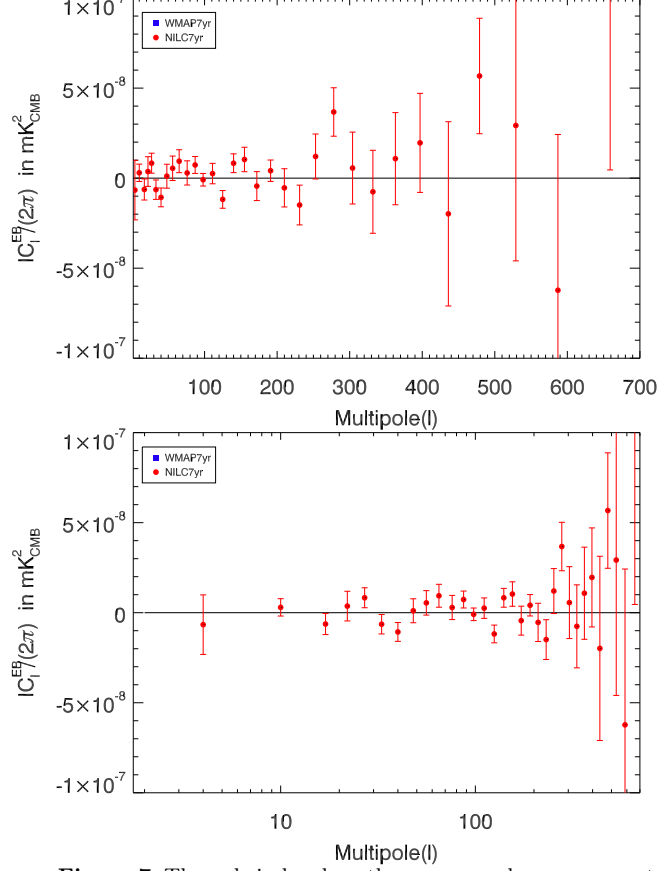 1×10⁻⁷
WMAP7yr
NILC7yr
5×10⁻⁸
0
-5×10⁻⁸
-1×10⁻⁷
lC_l^EB/(2π) in mK²_CMB
100 200 300 400 500 600 700
Multipole(l)
1×10⁻⁷
WMAP7yr
NILC7yr
5×10⁻⁸
0
-5×10⁻⁸
-1×10⁻⁷
lC_l^EB/(2π) in mK²_CMB
10 100
Multipole(l)